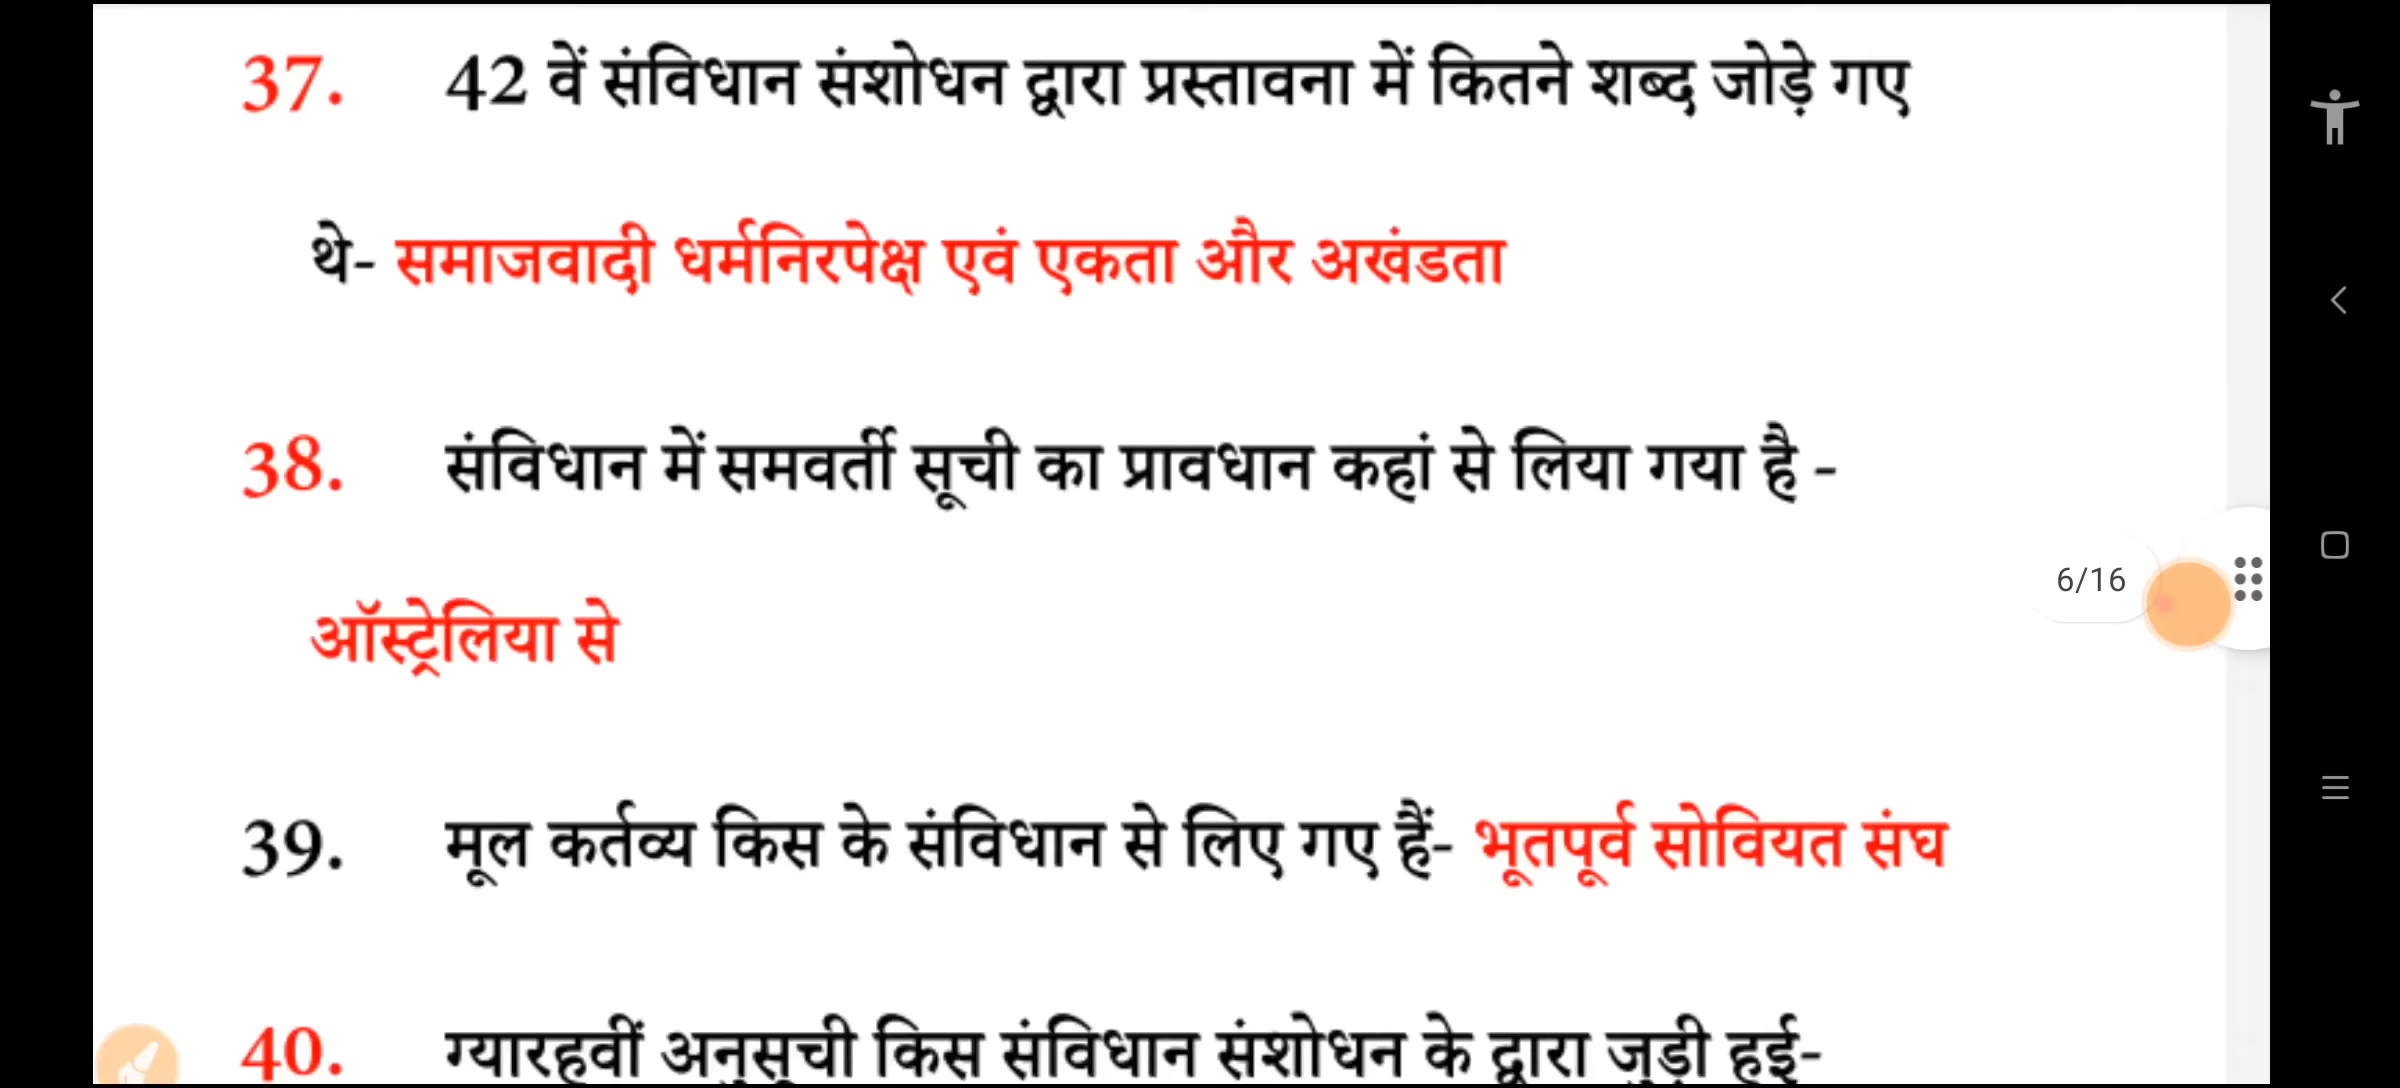 37. 42 वें संविधान संशोधन द्वारा प्रस्तावना में कितने शब्द जोड़े गए
थे- समाजवादी धर्मनिरपेक्ष एवं एकता और अखंडता
38. संविधान में समवर्ती सूची का प्रावधान कहां से लिया गया है -
ऑस्ट्रेलिया से
6/16
39. मूल कर्तव्य किस के संविधान से लिए गए हैं- भूतपूर्व सोवियत संघ
40. ग्यारहवीं अनुसूची किस संविधान संशोधन के द्वारा जुड़ी हुई-